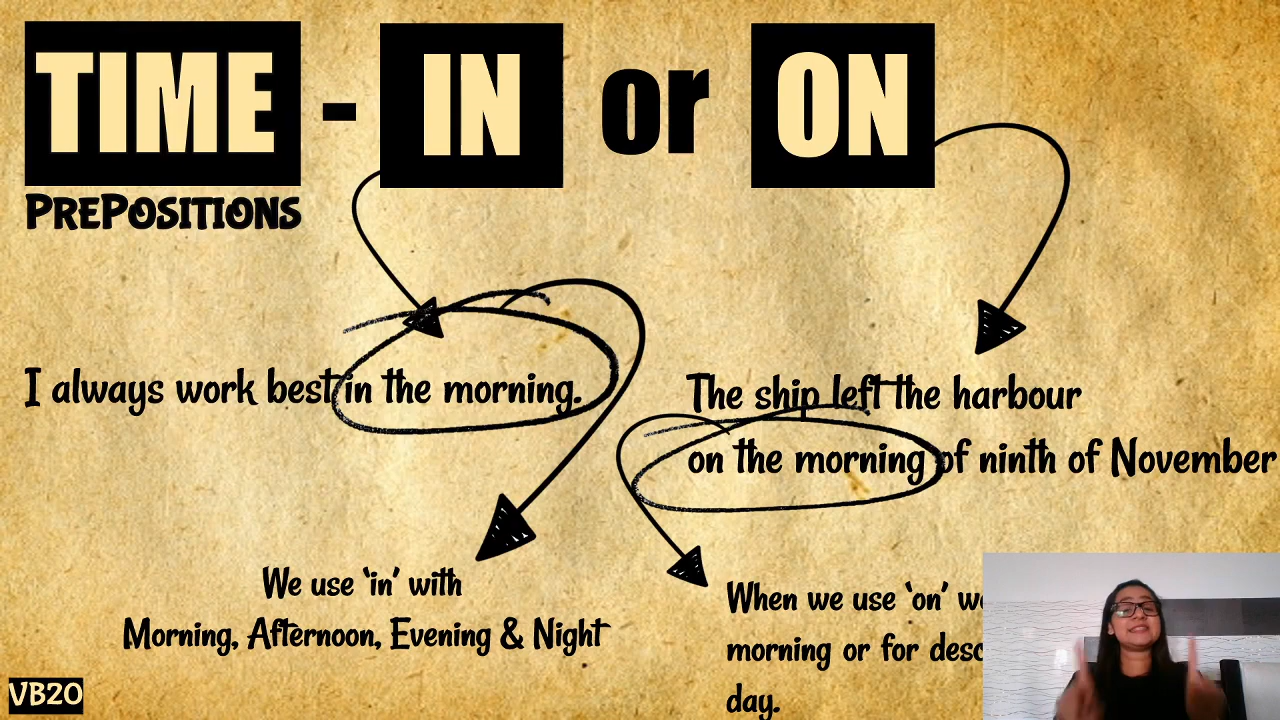 TIME - IN or ON
PREPOSITIONS
I always work best in the morning.
The ship left the harbour
on the morning of ninth of November
We use 'in' with
Morning, Afternoon, Evening & Night
When we use 'on'
morning or for
day.
VB20